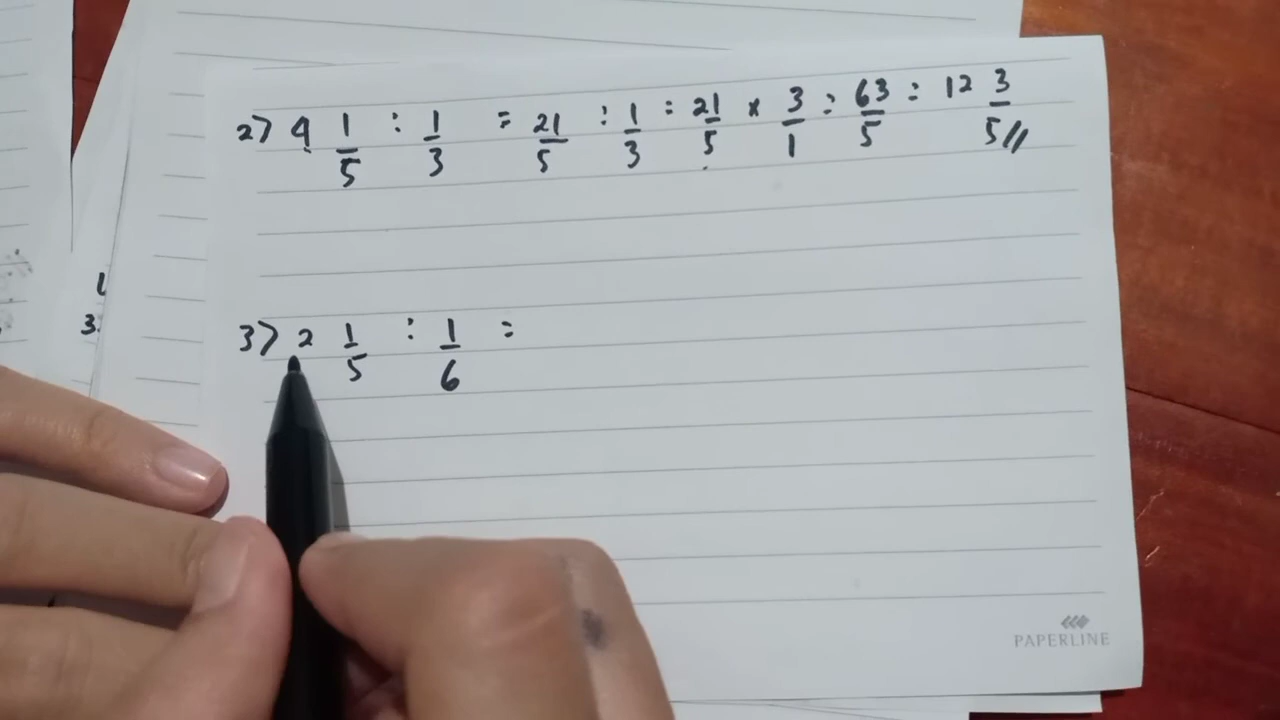 2) 4 1/5 : 1/3 = 21/5 : 1/3 = 21/5 x 3/1 = 63/5 = 12 3/5 //
3) 2 1/5 : 1/6 =
3.
PAPERLINE